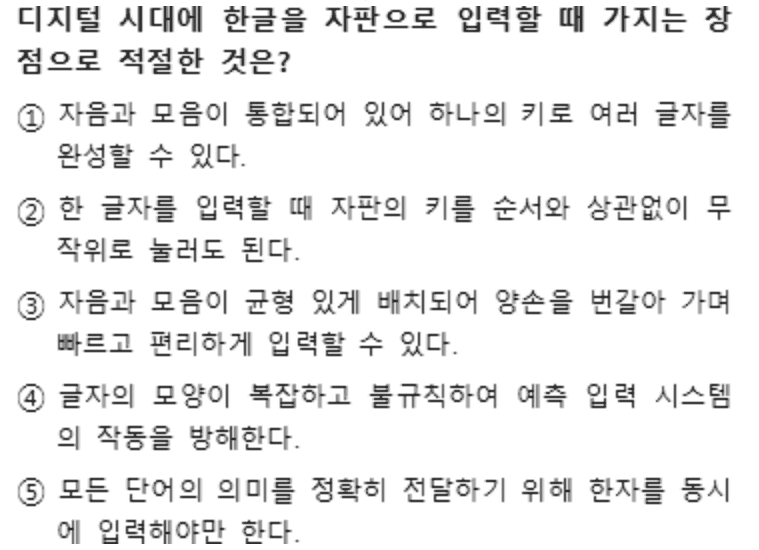 디지털 시대에 한글을 자판으로 입력할 때 가지는 장
점으로 적절한 것은?
① 자음과 모음이 통합되어 있어 하나의 키로 여러 글자를
완성할 수 있다.
② 한 글자를 입력할 때 자판의 키를 순서와 상관없이 무
작위로 눌러도 된다.
③ 자음과 모음이 균형 있게 배치되어 양손을 번갈아 가며
빠르고 편리하게 입력할 수 있다.
④ 글자의 모양이 복잡하고 불규칙하여 예측 입력 시스템
의 작동을 방해한다.
⑤ 모든 단어의 의미를 정확히 전달하기 위해 한자를 동시
에 입력해야만 한다.